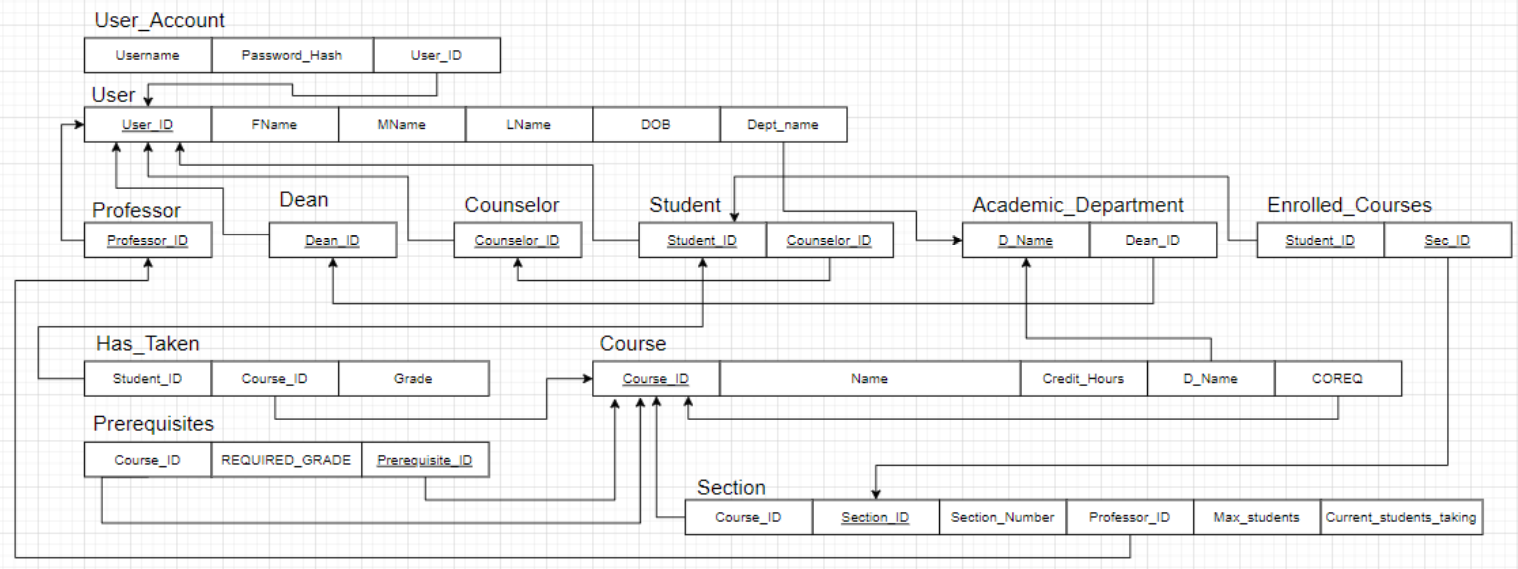 User_Account
Username Password_Hash User_ID
User
User_ID FName MName LName DOB Dept_name
Professor Dean Counselor Student Academic_Department Enrolled_Courses
Professor_ID Dean_ID Counselor_ID Student_ID Counselor_ID D_Name Dean_ID Student_ID Sec_ID
Has_Taken Course
Student_ID Course_ID Grade Course_ID Name Credit_Hours D_Name COREQ
Prerequisites
Course_ID REQUIRED_GRADE Prerequisite_ID
Section
Course_ID Section_ID Section_Number Professor_ID Max_students Current_students_taking